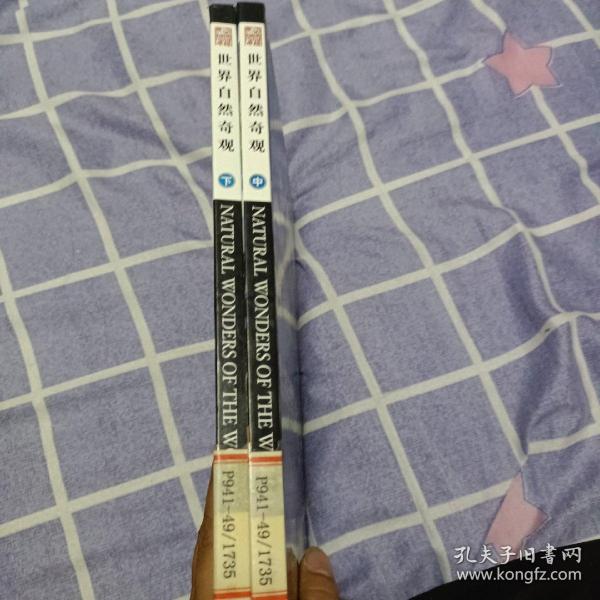 世界自然奇观
下
NATURAL WONDERS OF THE W
P941-49/1735
世界自然奇观
中
NATURAL WONDERS OF THE W
P941-49/1735
孔夫子旧书网
www.kongfz.com